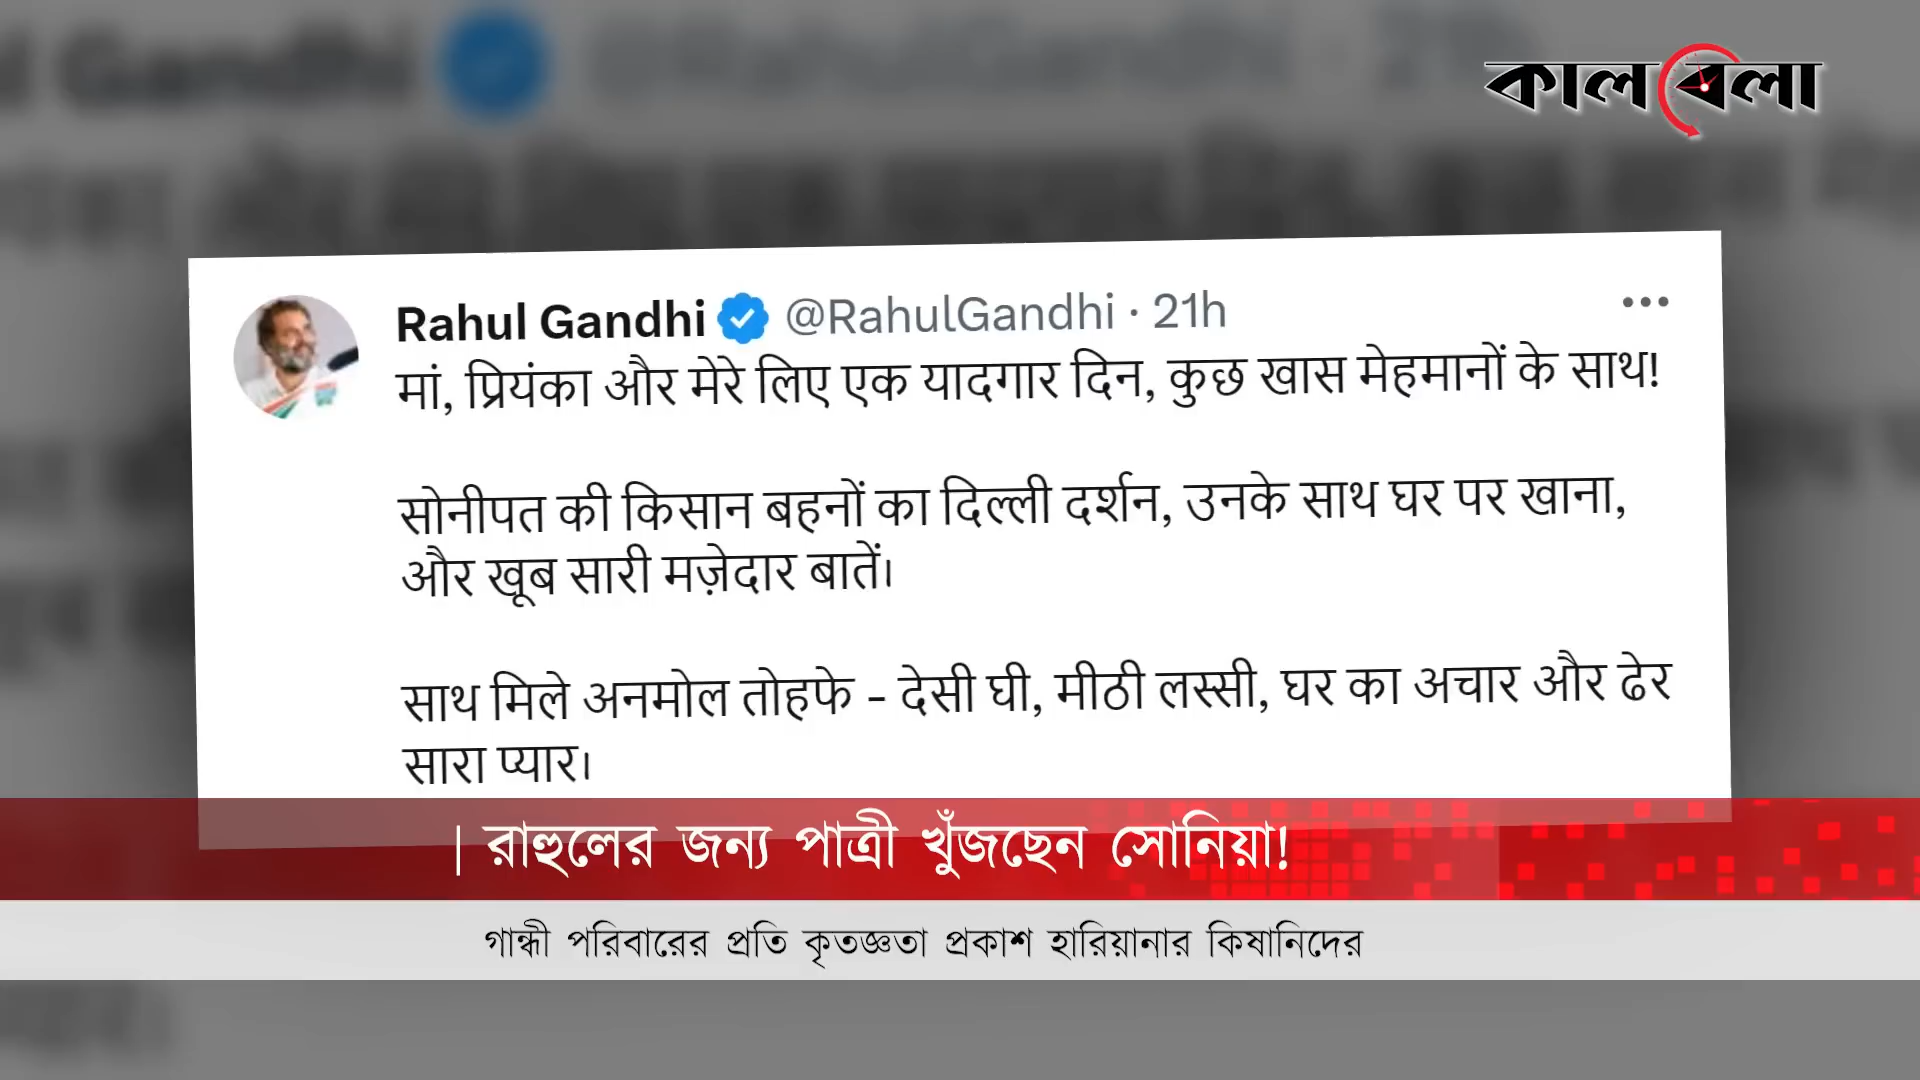 কালবেলা
Rahul Gandhi @RahulGandhi · 21h
मां, प्रियंका और मेरे लिए एक यादगार दिन, कुछ खास मेहमानों के साथ!
सोनीपत की किसान बहनों का दिल्ली दर्शन, उनके साथ घर पर खाना,
और खूब सारी मज़ेदार बातें।
साथ मिले अनमोल तोहफे - देसी घी, मीठी लस्सी, घर का अचार और ढेर
सारा प्यार।
| রাহুলের জন্য পাত্রী খুঁজছেন সোনিয়া!
গান্ধী পরিবারের প্রতি কৃতজ্ঞতা প্রকাশ হারিয়ানার কিষানিদের